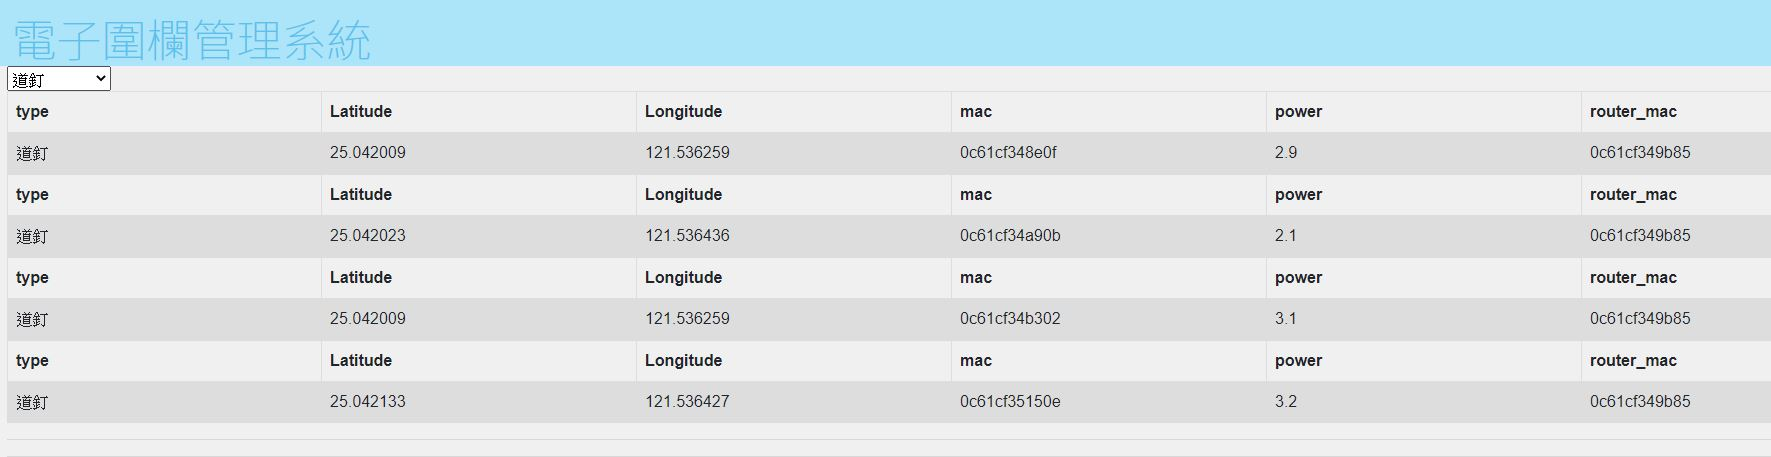 電子圍欄管理系統
道釘
type Latitude Longitude mac power router_mac
道釘 25.042009 121.536259 0c61cf348e0f 2.9 0c61cf349b85
type Latitude Longitude mac power router_mac
道釘 25.042023 121.536436 0c61cf34a90b 2.1 0c61cf349b85
type Latitude Longitude mac power router_mac
道釘 25.042009 121.536259 0c61cf34b302 3.1 0c61cf349b85
type Latitude Longitude mac power router_mac
道釘 25.042133 121.536427 0c61cf35150e 3.2 0c61cf349b85